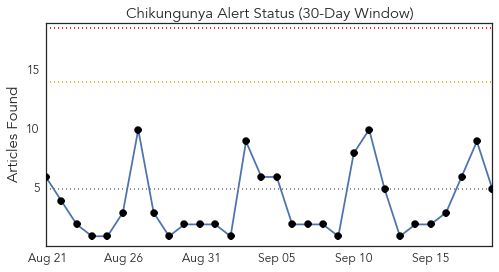 Chikungunya Alert Status (30-Day Window)
Articles Found
15
10
5
Aug 21 Aug 26 Aug 31 Sep 05 Sep 10 Sep 15